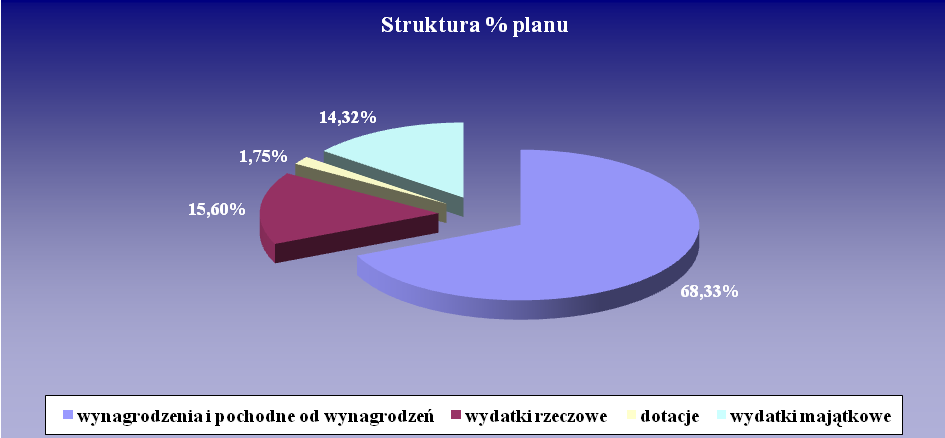 Struktura % planu
14,32%
1,75%
15,60%
68,33%
wynagrodzenia i pochodne od wynagrodzeń wydatki rzeczowe dotacje wydatki majątkowe